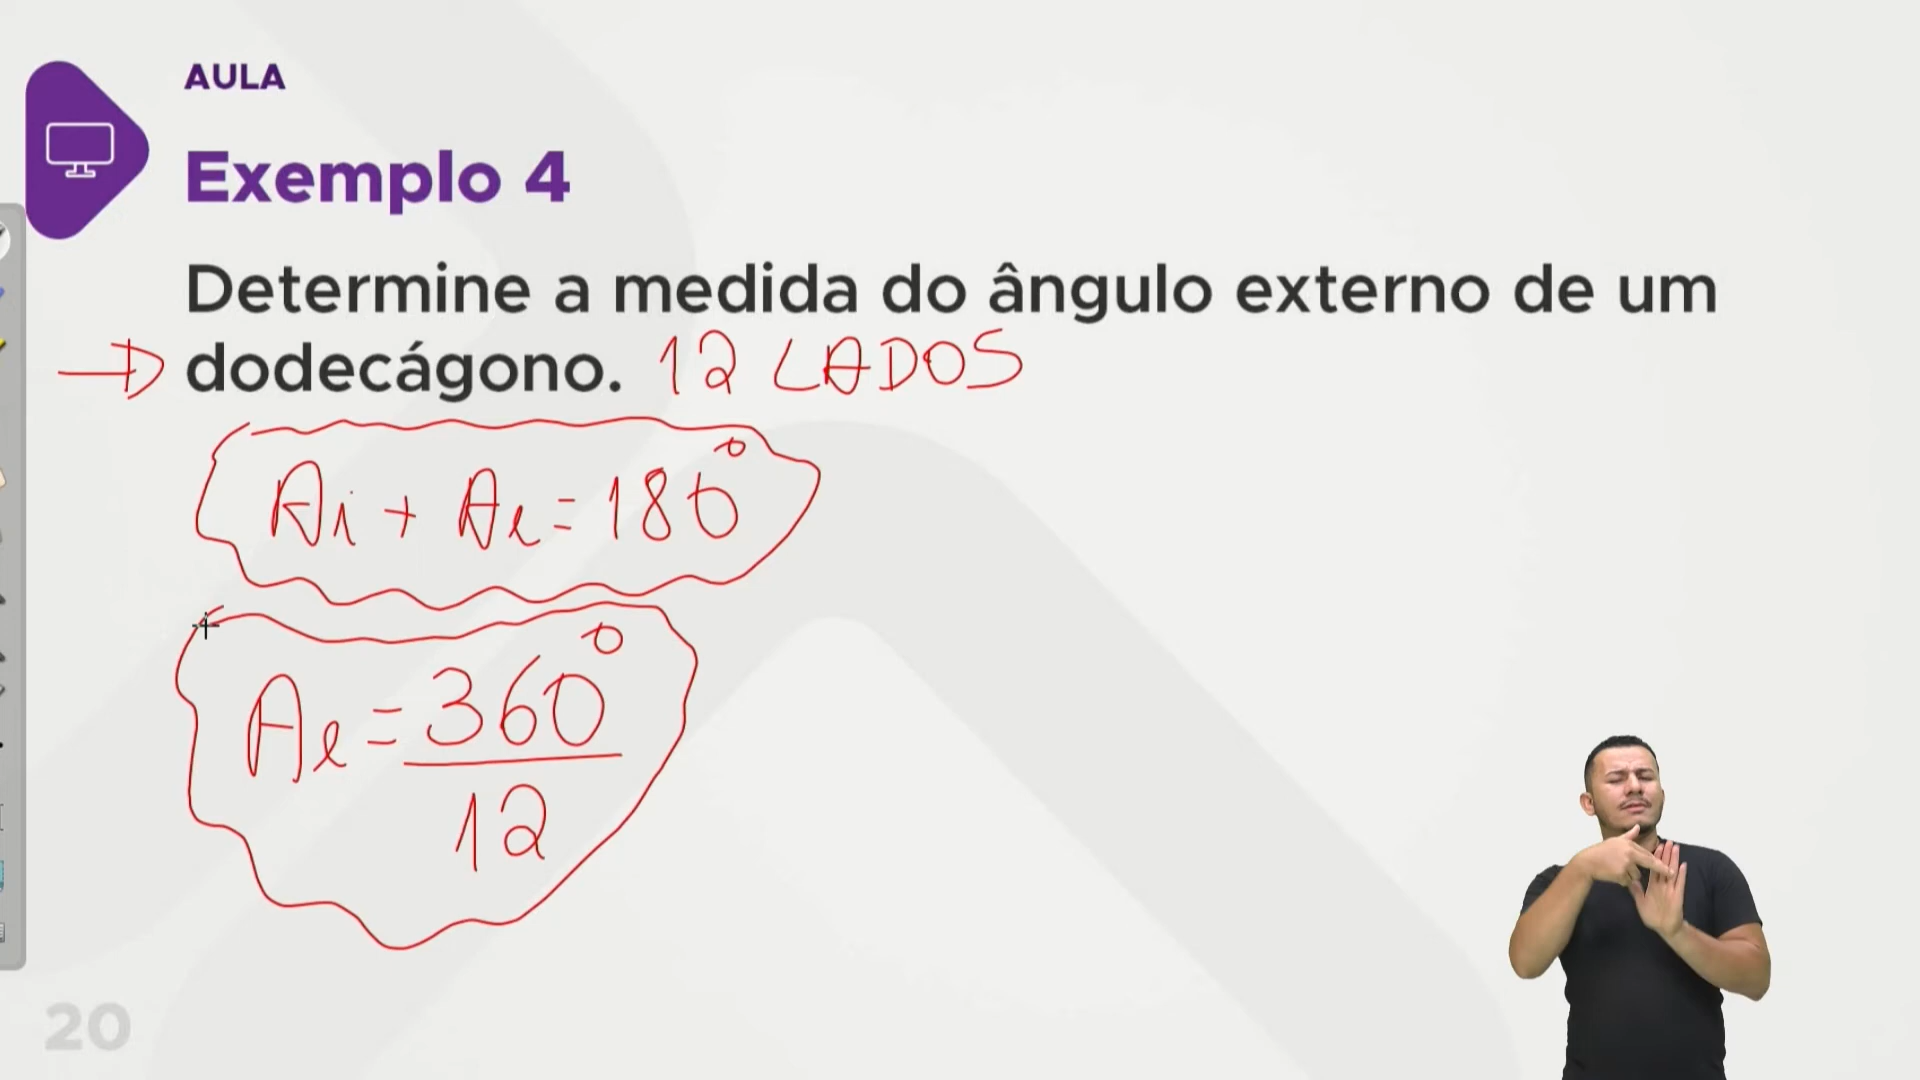 AULA
Exemplo 4
Determine a medida do ângulo externo de um
dodecágono. 12 LADOS
Ai + Ae = 180°
Ae = 360°
12
20